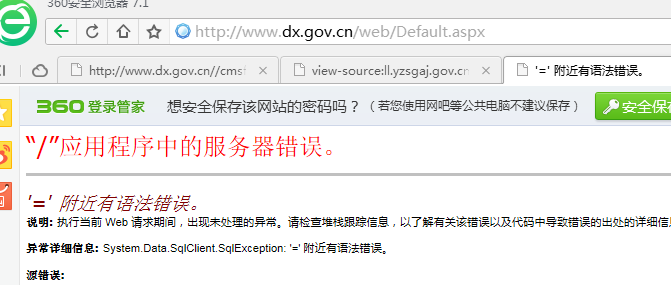 360安全浏览器 7.1
http://www.dx.gov.cn/web/Default.aspx
http://www.dx.gov.cn//cmsf
view-source:ll.yzsgaj.gov.cn
'=' 附近有语法错误。
360 登录管家 想安全保存该网站的密码吗？（若您使用网吧等公共电脑不建议保存） 安全保存
“/”应用程序中的服务器错误。
'=' 附近有语法错误。
说明: 执行当前 Web 请求期间，出现未处理的异常。请检查堆栈跟踪信息，以了解有关该错误以及代码中导致错误的出处的详细信息
异常详细信息: System.Data.SqlClient.SqlException: '=' 附近有语法错误。
源错误: